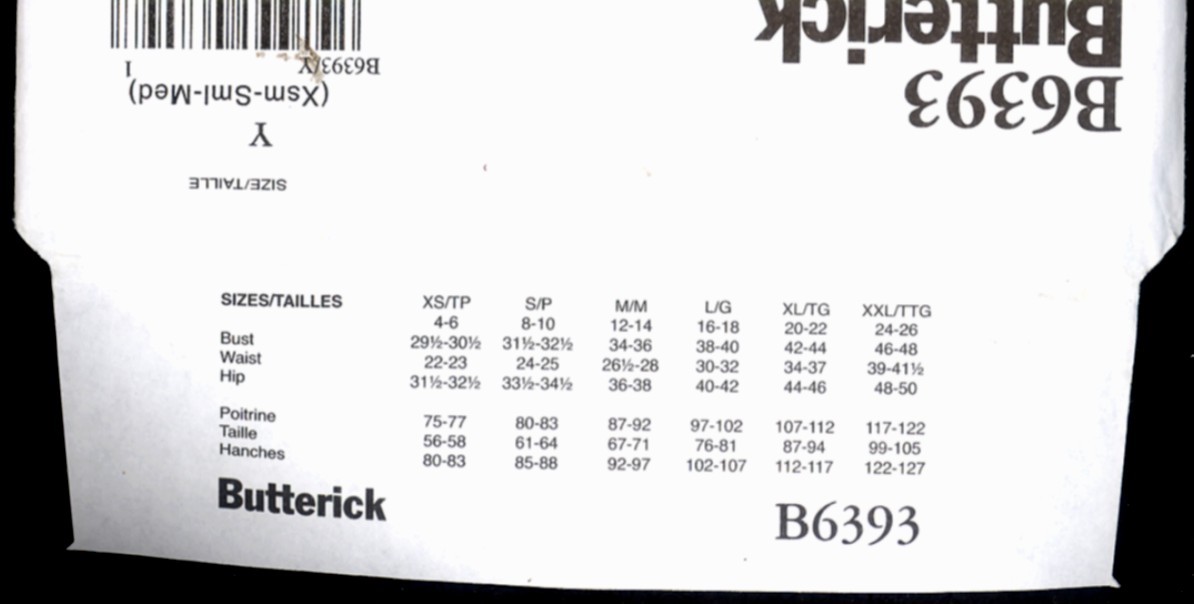 Butterick
B6393
B6393/Y
1
(Xsm-Sml-Med)
Y
SIZE/TAILLE
SIZES/TAILLES XS/TP S/P M/M L/G XL/TG XXL/TTG
4-6 8-10 12-14 16-18 20-22 24-26
Bust 29½-30½ 31½-32½ 34-36 38-40 42-44 46-48
Waist 22-23 24-25 26½-28 30-32 34-37 39-41½
Hip 31½-32½ 33½-34½ 36-38 40-42 44-46 48-50
Poitrine 75-77 80-83 87-92 97-102 107-112 117-122
Taille 56-58 61-64 67-71 76-81 87-94 99-105
Hanches 80-83 85-88 92-97 102-107 112-117 122-127
Butterick B6393